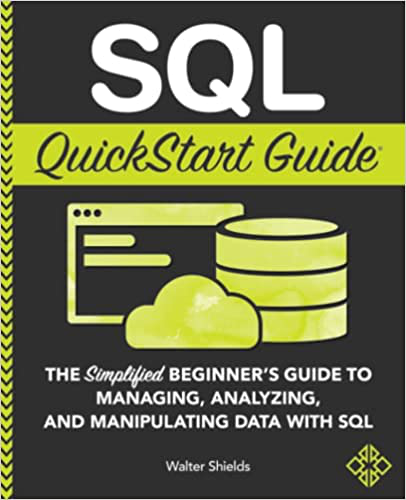 SQL
QuickStart Guide®
THE Simplified BEGINNER'S GUIDE TO
MANAGING, ANALYZING,
AND MANIPULATING DATA WITH SQL
Walter Shields